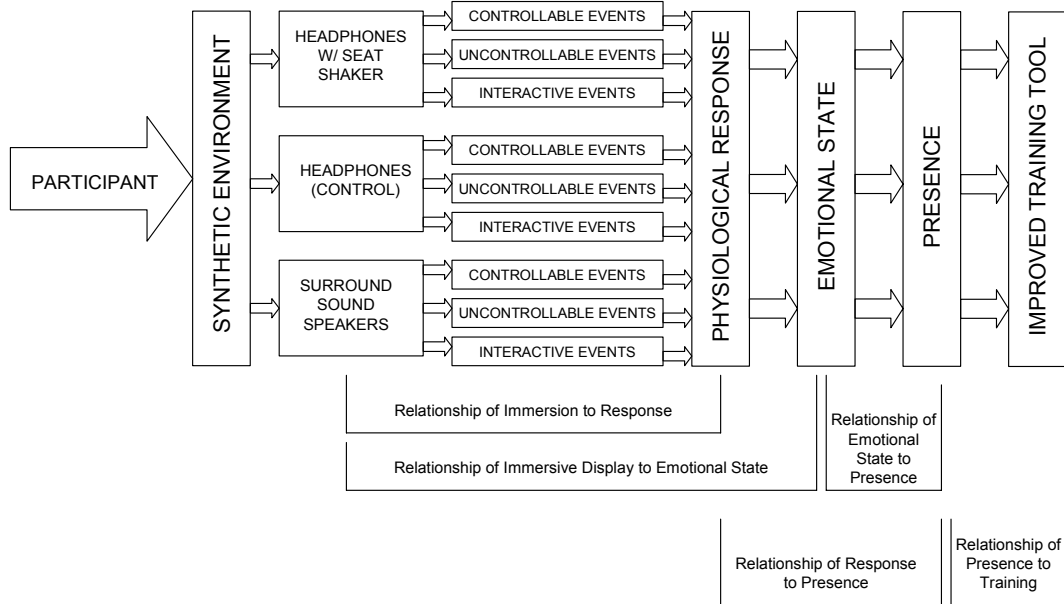 PARTICIPANT
SYNTHETIC ENVIRONMENT
HEADPHONES
W/ SEAT
SHAKER
CONTROLLABLE EVENTS
UNCONTROLLABLE EVENTS
INTERACTIVE EVENTS
HEADPHONES
(CONTROL)
CONTROLLABLE EVENTS
UNCONTROLLABLE EVENTS
INTERACTIVE EVENTS
SURROUND
SOUND
SPEAKERS
CONTROLLABLE EVENTS
UNCONTROLLABLE EVENTS
INTERACTIVE EVENTS
PHYSIOLOGICAL RESPONSE
EMOTIONAL STATE
PRESENCE
IMPROVED TRAINING TOOL
Relationship of Immersion to Response
Relationship of Immersive Display to Emotional State
Relationship of
Emotional
State to
Presence
Relationship of Response
to Presence
Relationship of
Presence to
Training